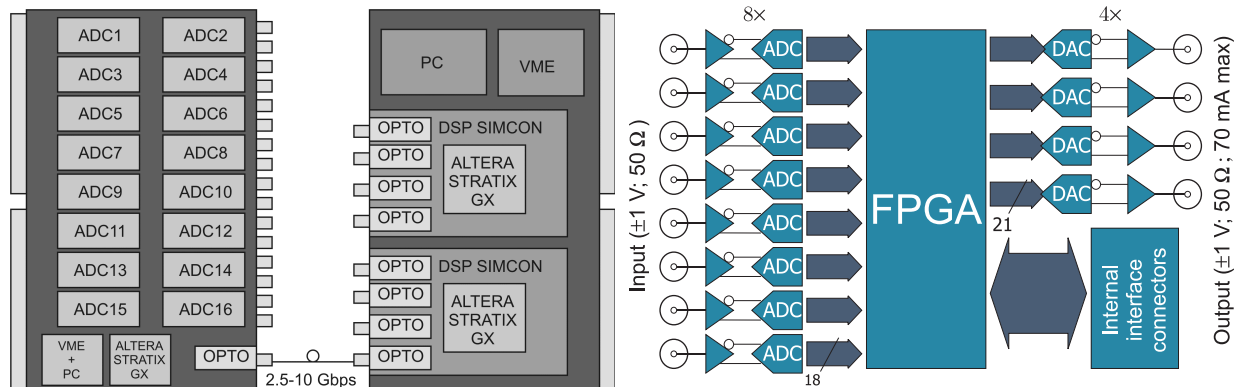 ADC1
ADC2
ADC3
ADC4
ADC5
ADC6
ADC7
ADC8
ADC9
ADC10
ADC11
ADC12
ADC13
ADC14
ADC15
ADC16
VME
+
PC
ALTERA
STRATIX
GX
OPTO
2.5-10 Gbps
PC
VME
OPTO
DSP SIMCON
OPTO
OPTO
OPTO
ALTERA
STRATIX
GX
OPTO
DSP SIMCON
OPTO
OPTO
OPTO
ALTERA
STRATIX
GX
Input (±1 V; 50 Ω)
8×
ADC
ADC
ADC
ADC
ADC
ADC
ADC
ADC
18
FPGA
4×
DAC
DAC
DAC
DAC
21
Internal
interface
connectors
Output (±1 V; 50 Ω ; 70 mA max)